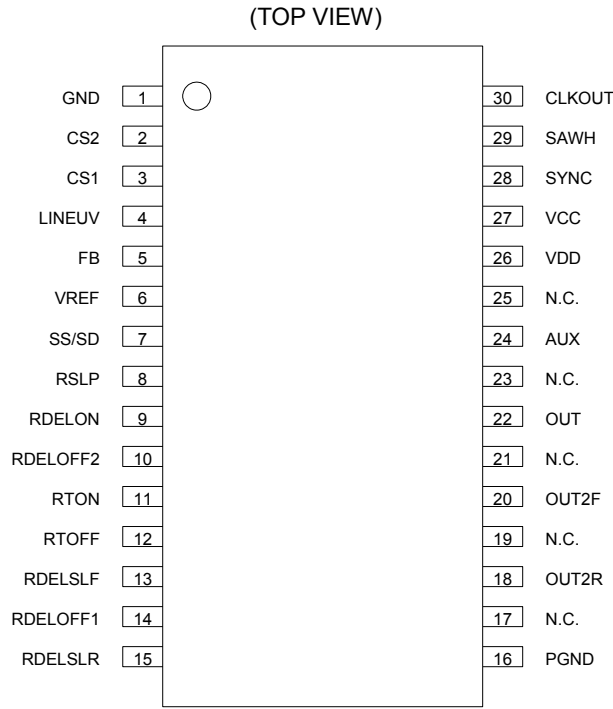 (TOP VIEW)
GND 1 30 CLKOUT
CS2 2 29 SAWH
CS1 3 28 SYNC
LINEUV 4 27 VCC
FB 5 26 VDD
VREF 6 25 N.C.
SS/SD 7 24 AUX
RSLP 8 23 N.C.
RDELON 9 22 OUT
RDELOFF2 10 21 N.C.
RTON 11 20 OUT2F
RTOFF 12 19 N.C.
RDELSLF 13 18 OUT2R
RDELOFF1 14 17 N.C.
RDELSLR 15 16 PGND